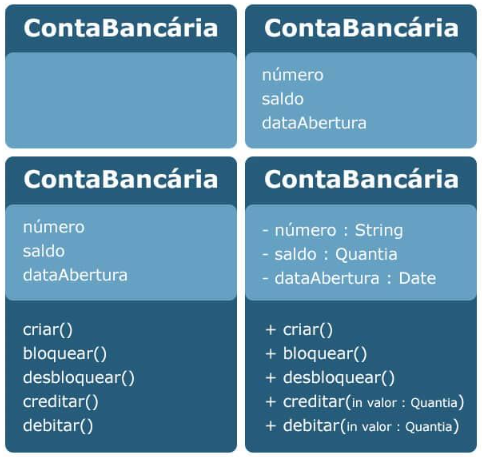 ContaBancária
ContaBancária
número
saldo
dataAbertura
ContaBancária
número
saldo
dataAbertura
criar()
bloquear()
desbloquear()
creditar()
debitar()
ContaBancária
- número : String
- saldo : Quantia
- dataAbertura : Date
+ criar()
+ bloquear()
+ desbloquear()
+ creditar(in valor : Quantia)
+ debitar(in valor : Quantia)